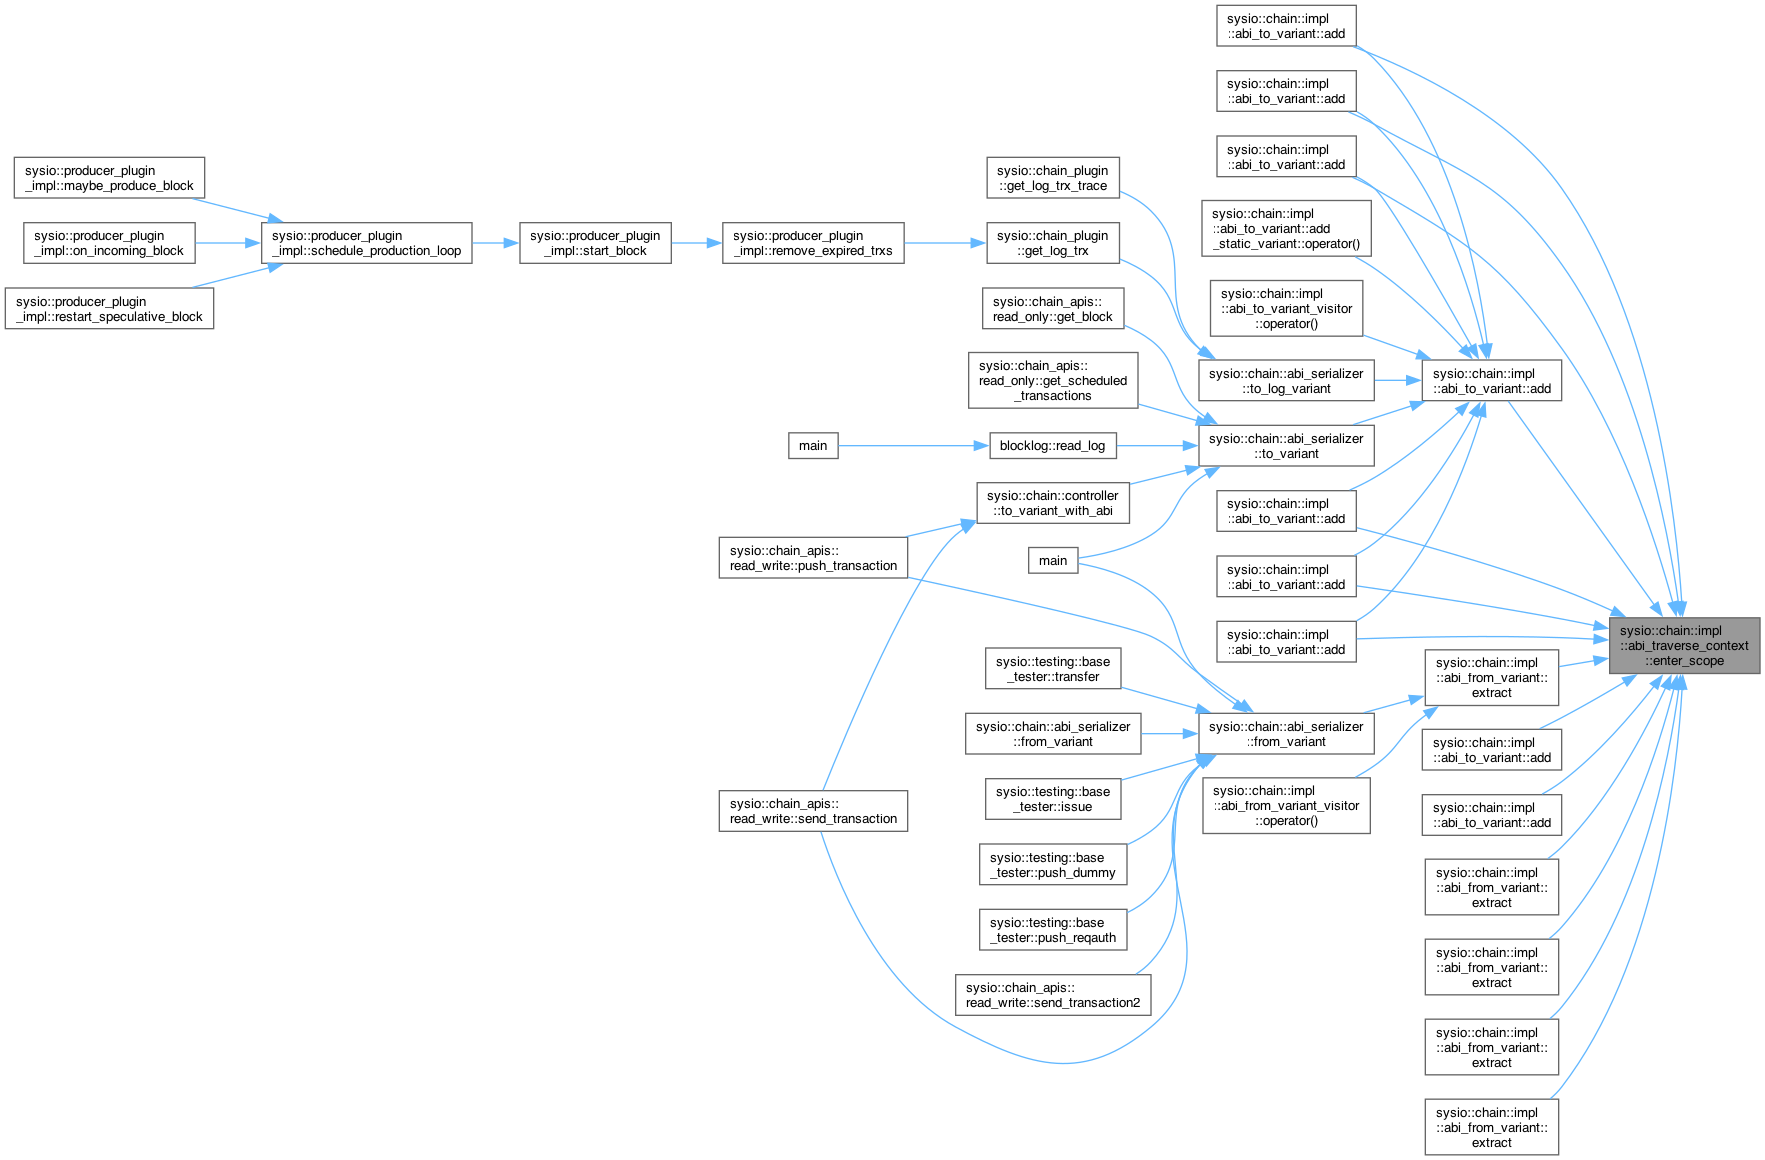 sysio::producer_plugin
_impl::maybe_produce_block
sysio::producer_plugin
_impl::on_incoming_block
sysio::producer_plugin
_impl::restart_speculative_block
sysio::producer_plugin
_impl::schedule_production_loop
sysio::producer_plugin
_impl::start_block
sysio::producer_plugin
_impl::remove_expired_trxs
main
sysio::chain_apis::
read_write::push_transaction
sysio::chain_apis::
read_write::send_transaction
sysio::chain_plugin
::get_log_trx_trace
sysio::chain_plugin
::get_log_trx
sysio::chain_apis::
read_only::get_block
sysio::chain_apis::
read_only::get_scheduled
_transactions
blocklog::read_log
sysio::chain::controller
::to_variant_with_abi
main
sysio::testing::base
_tester::transfer
sysio::chain::abi_serializer
::from_variant
sysio::testing::base
_tester::issue
sysio::testing::base
_tester::push_dummy
sysio::testing::base
_tester::push_reqauth
sysio::chain_apis::
read_write::send_transaction2
sysio::chain::impl
::abi_to_variant::add
sysio::chain::impl
::abi_to_variant::add
sysio::chain::impl
::abi_to_variant::add
sysio::chain::impl
::abi_to_variant::add
_static_variant::operator()
sysio::chain::impl
::abi_to_variant_visitor
::operator()
sysio::chain::abi_serializer
::to_log_variant
sysio::chain::abi_serializer
::to_variant
sysio::chain::impl
::abi_to_variant::add
sysio::chain::impl
::abi_to_variant::add
sysio::chain::impl
::abi_to_variant::add
sysio::chain::abi_serializer
::from_variant
sysio::chain::impl
::abi_from_variant_visitor
::operator()
sysio::chain::impl
::abi_to_variant::add
sysio::chain::impl
::abi_from_variant::
extract
sysio::chain::impl
::abi_to_variant::add
sysio::chain::impl
::abi_to_variant::add
sysio::chain::impl
::abi_from_variant::
extract
sysio::chain::impl
::abi_from_variant::
extract
sysio::chain::impl
::abi_from_variant::
extract
sysio::chain::impl
::abi_from_variant::
extract
sysio::chain::impl
::abi_traverse_context
::enter_scope